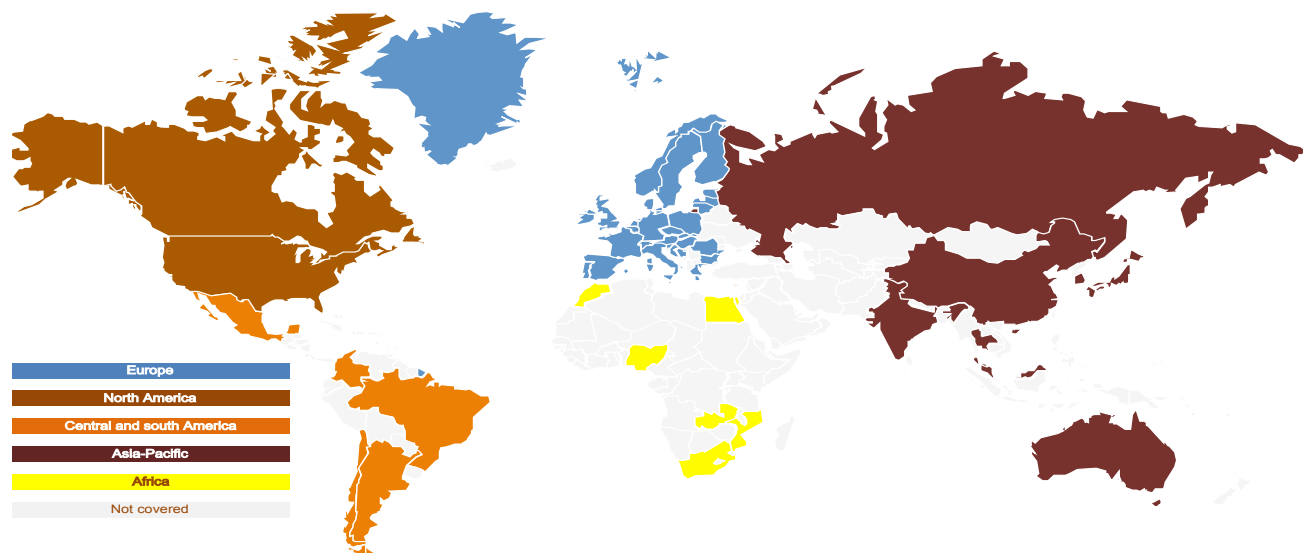 Europe
North America
Central and south America
Asia-Pacific
Africa
Not covered